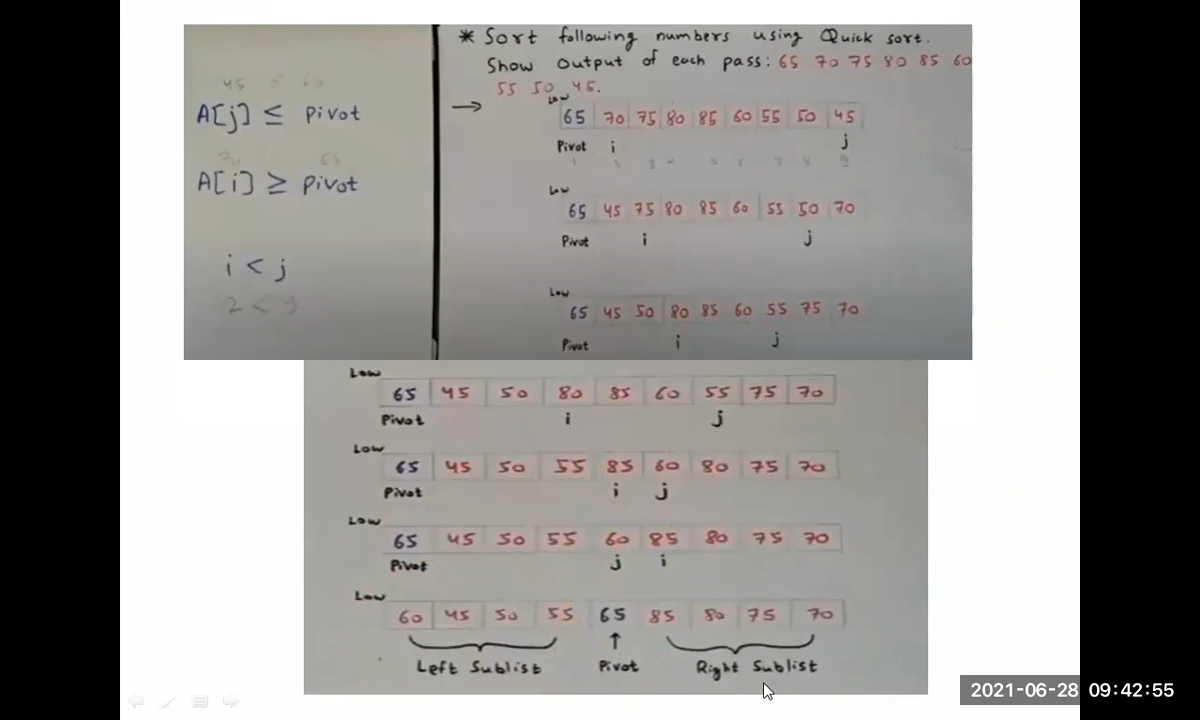 * Sort following numbers using Quick sort.
Show output of each pass: 65 70 75 80 85 60
55 50 45.
→
A[j] ≤ Pivot
A[i] ≥ Pivot
i < j
2 < 9
Low
65 70 75 80 85 60 55 50 45
Pivot i j
Low
65 45 75 80 85 60 55 50 70
Pivot i j
Low
65 45 50 80 85 60 55 75 70
Pivot i j
Low
65 45 50 80 85 60 55 75 70
Pivot i j
Low
65 45 50 55 85 60 80 75 70
Pivot i j
Low
65 45 50 55 60 85 80 75 70
Pivot j i
Low
60 45 50 55 65 85 80 75 70
↑
Left Sublist Pivot Right Sublist
2021-06-28 09:42:55